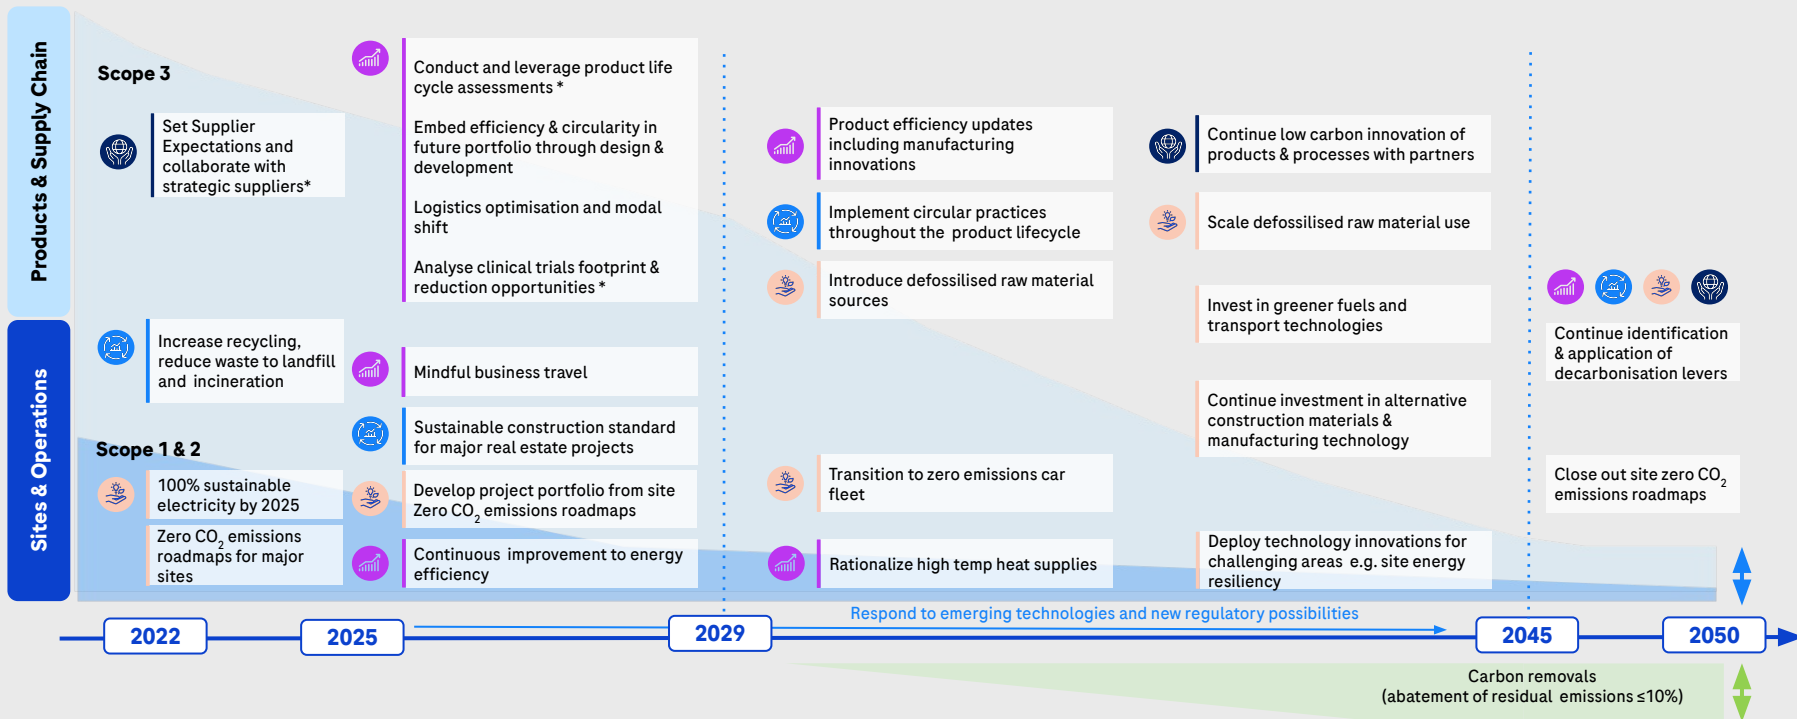 Products & Supply Chain
Sites & Operations
Scope 3
Set Supplier
Expectations and
collaborate with
strategic suppliers*
Increase recycling,
reduce waste to landfill
and incineration
Scope 1 & 2
100% sustainable
electricity by 2025
Zero CO2 emissions
roadmaps for major
sites
Conduct and leverage product life
cycle assessments *
Embed efficiency & circularity in
future portfolio through design &
development
Logistics optimisation and modal
shift
Analyse clinical trials footprint &
reduction opportunities *
Mindful business travel
Sustainable construction standard
for major real estate projects
Develop project portfolio from site
Zero CO2 emissions roadmaps
Continuous improvement to energy
efficiency
Product efficiency updates
including manufacturing
innovations
Implement circular practices
throughout the product lifecycle
Introduce defossilised raw material
sources
Transition to zero emissions car
fleet
Rationalize high temp heat supplies
Continue low carbon innovation of
products & processes with partners
Scale defossilised raw material use
Invest in greener fuels and
transport technologies
Continue investment in alternative
construction materials &
manufacturing technology
Deploy technology innovations for
challenging areas e.g. site energy
resiliency
Continue identification
& application of
decarbonisation levers
Close out site zero CO2
emissions roadmaps
Respond to emerging technologies and new regulatory possibilities
2022
2025
2029
2045
2050
Carbon removals
(abatement of residual emissions ≤10%)